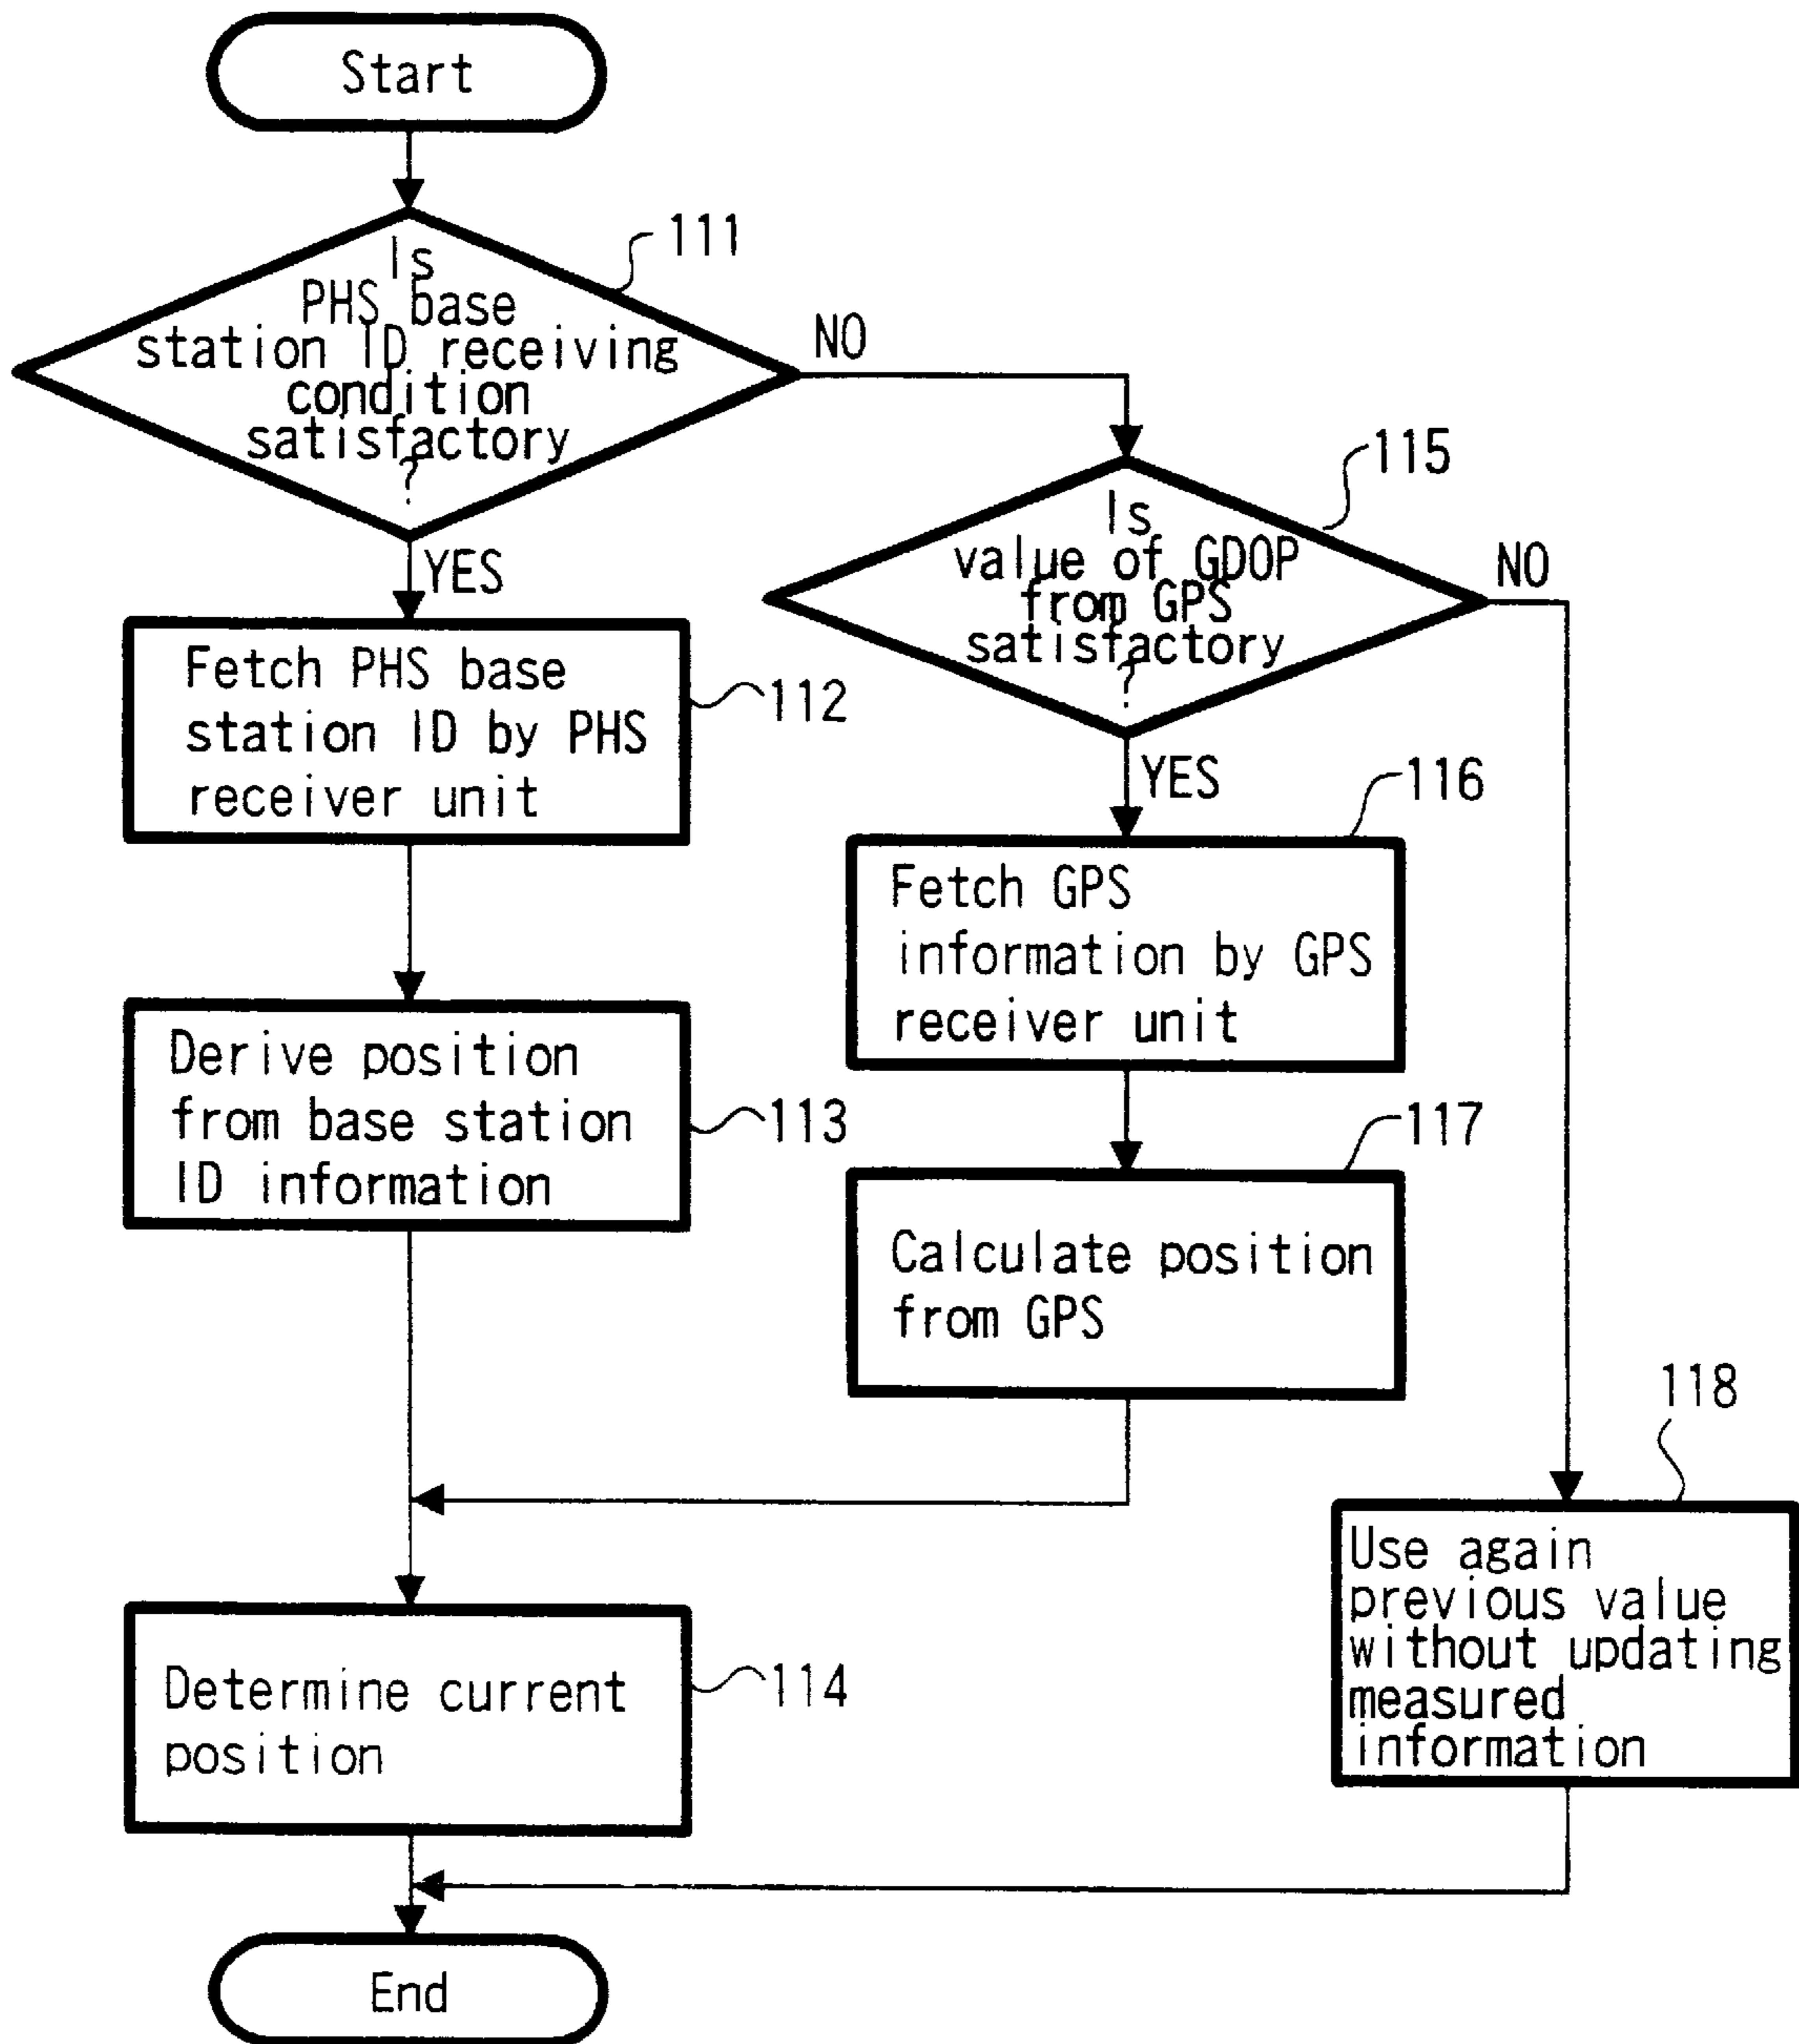 Start
111
Is
PHS base
station ID receiving
condition
satisfactory
?
NO
YES
115
Is
value of GDOP
from GPS
satisfactory
?
NO
YES
Fetch PHS base
station ID by PHS
receiver unit
112
116
Fetch GPS
information by GPS
receiver unit
Derive position
from base station
ID information
113
117
Calculate position
from GPS
118
Use again
previous value
without updating
measured
information
Determine current
position
114
End